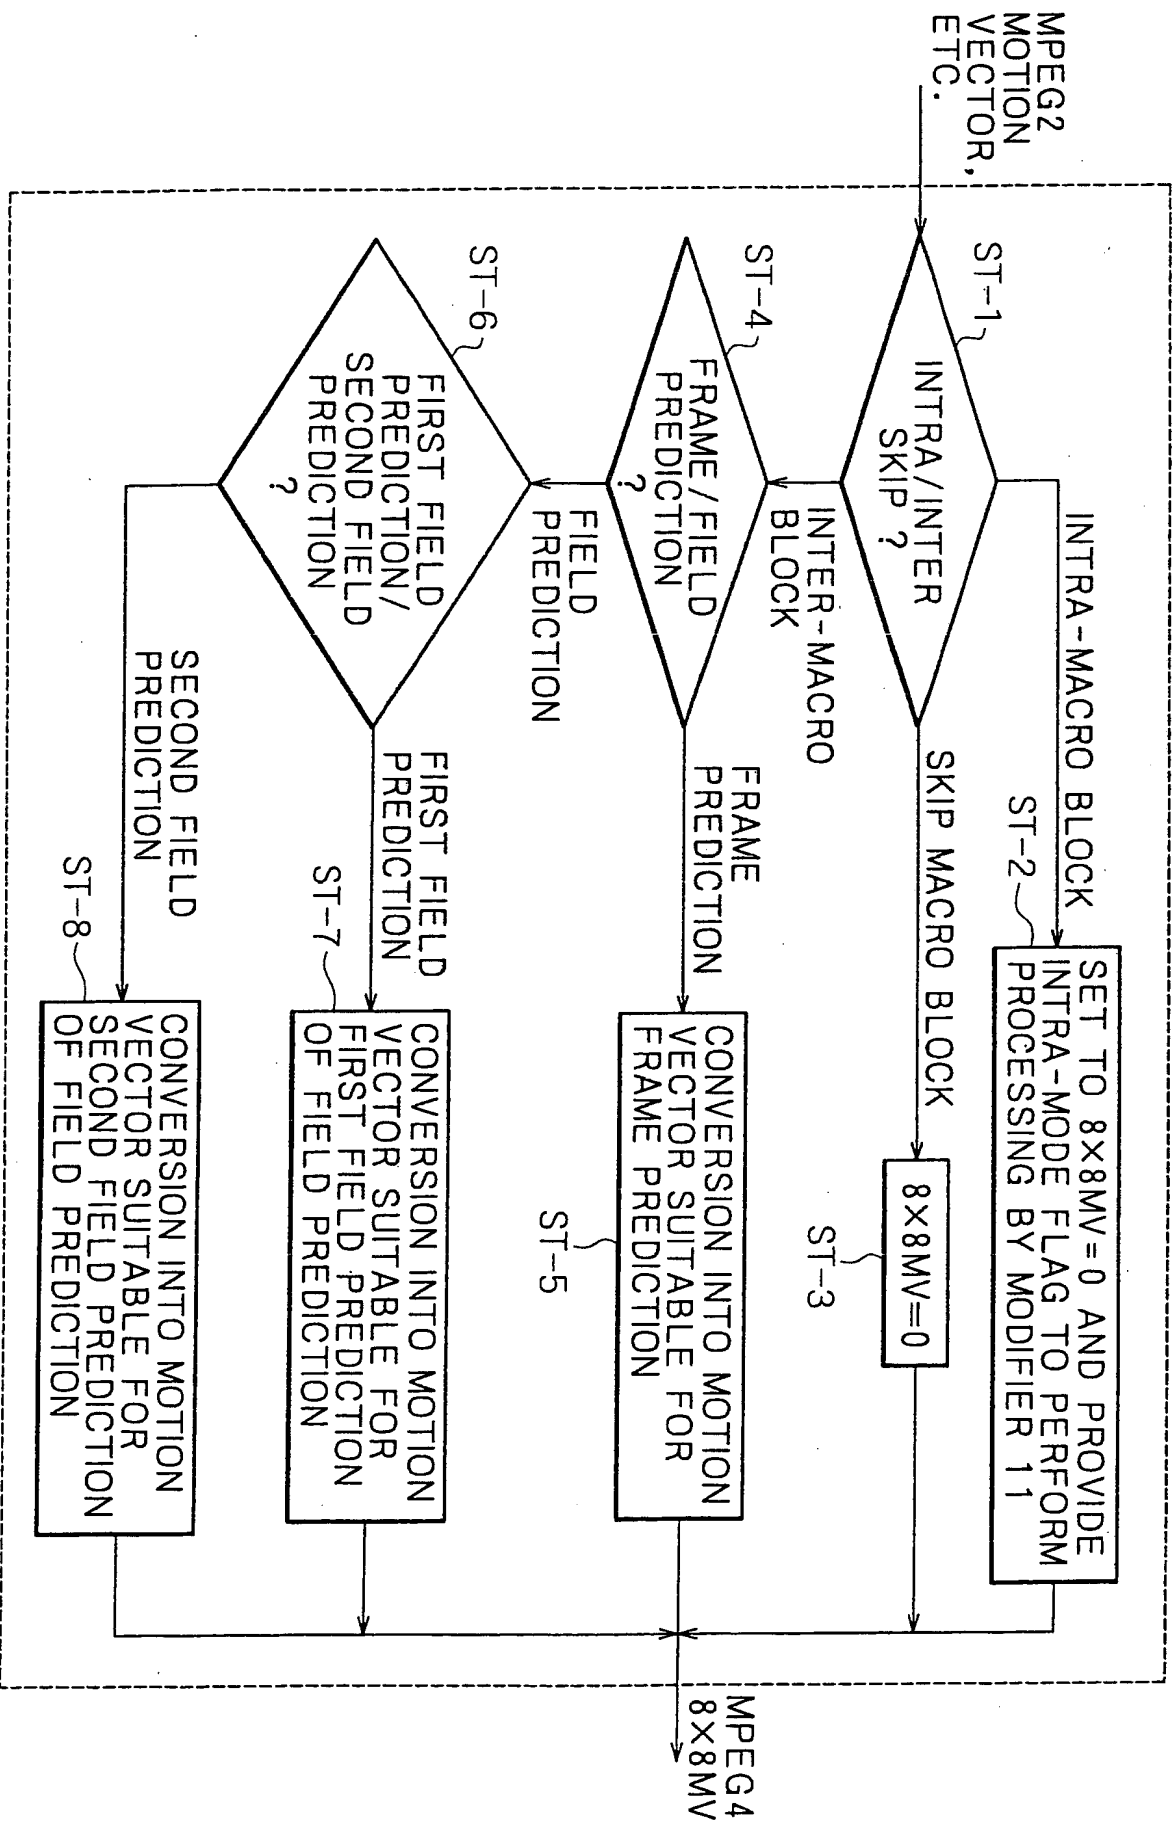 MPEG2
MOTION
VECTOR,
ETC.
ST-1
INTRA/INTER
SKIP ?
INTRA-MACRO BLOCK
ST-2
SET TO 8×8MV=0 AND PROVIDE
INTRA-MODE FLAG TO PERFORM
PROCESSING BY MODIFIER 11
SKIP MACRO BLOCK
8×8MV=0
ST-3
INTER-MACRO
BLOCK
ST-4
FRAME/FIELD
PREDICTION
?
FRAME
PREDICTION
CONVERSION INTO MOTION
VECTOR SUITABLE FOR
FRAME PREDICTION
ST-5
FIELD
PREDICTION
ST-6
FIRST FIELD
PREDICTION/
SECOND FIELD
PREDICTION
?
FIRST FIELD
PREDICTION
ST-7
CONVERSION INTO MOTION
VECTOR SUITABLE FOR
FIRST FIELD PREDICTION
OF FIELD PREDICTION
SECOND FIELD
PREDICTION
ST-8
CONVERSION INTO MOTION
VECTOR SUITABLE FOR
SECOND FIELD PREDICTION
OF FIELD PREDICTION
MPEG4
8×8MV